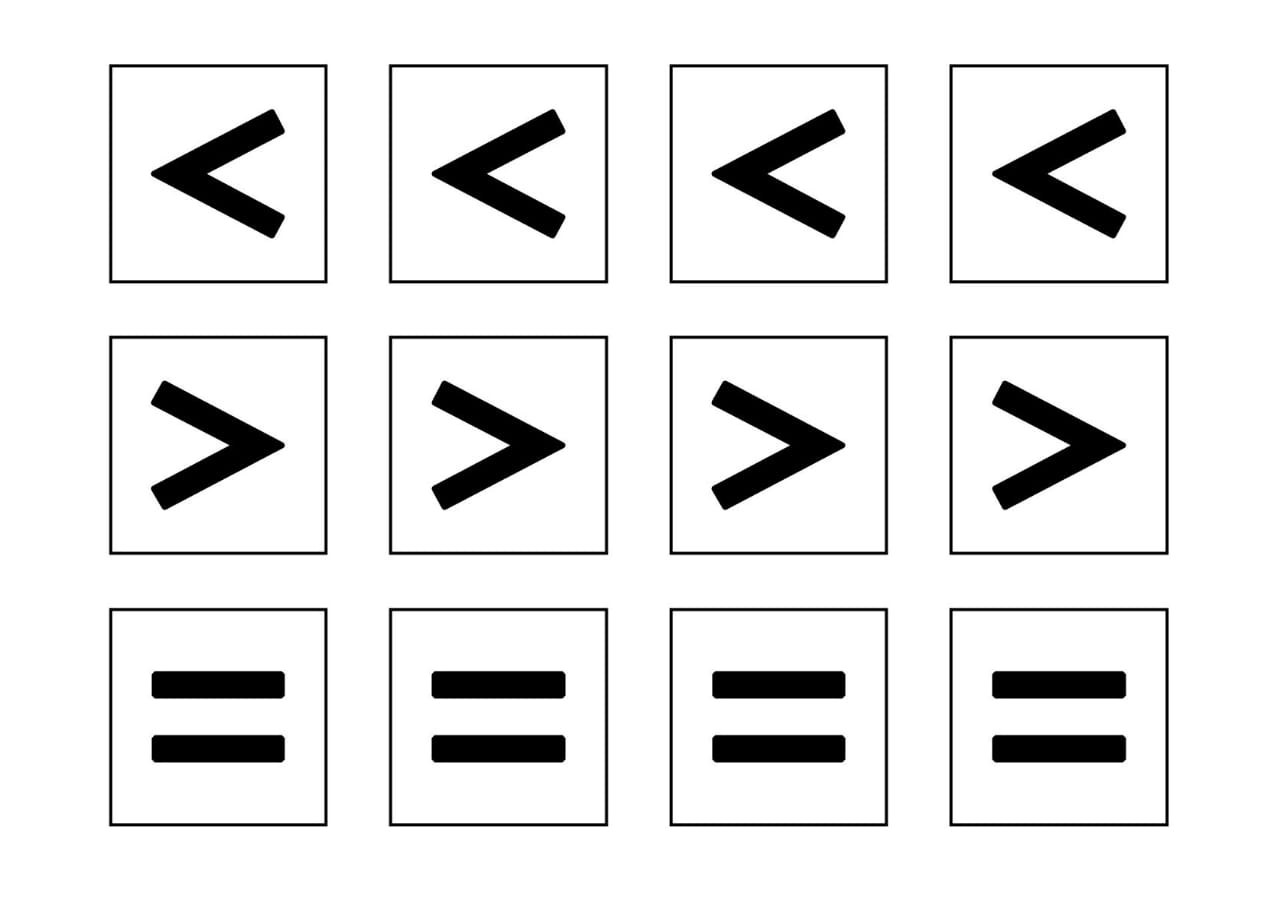 < < < <
> > > >
= = = =